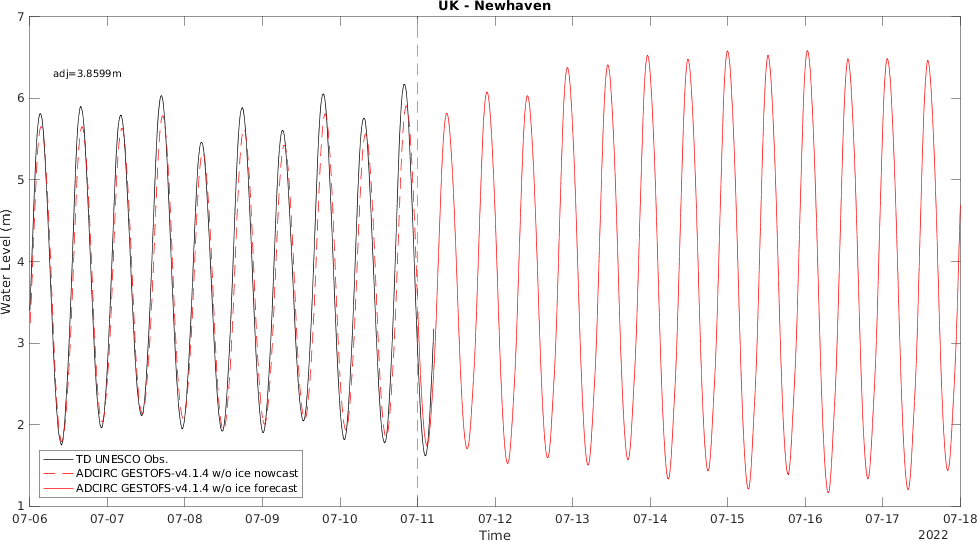 UK - Newhaven
adj=3.8599m
Water Level (m)
7
6
5
4
3
2
1
TD UNESCO Obs.
ADCIRC GESTOFS-v4.1.4 w/o ice nowcast
ADCIRC GESTOFS-v4.1.4 w/o ice forecast
07-06 07-07 07-08 07-09 07-10 07-11 07-12 07-13 07-14 07-15 07-16 07-17 07-18
Time
2022